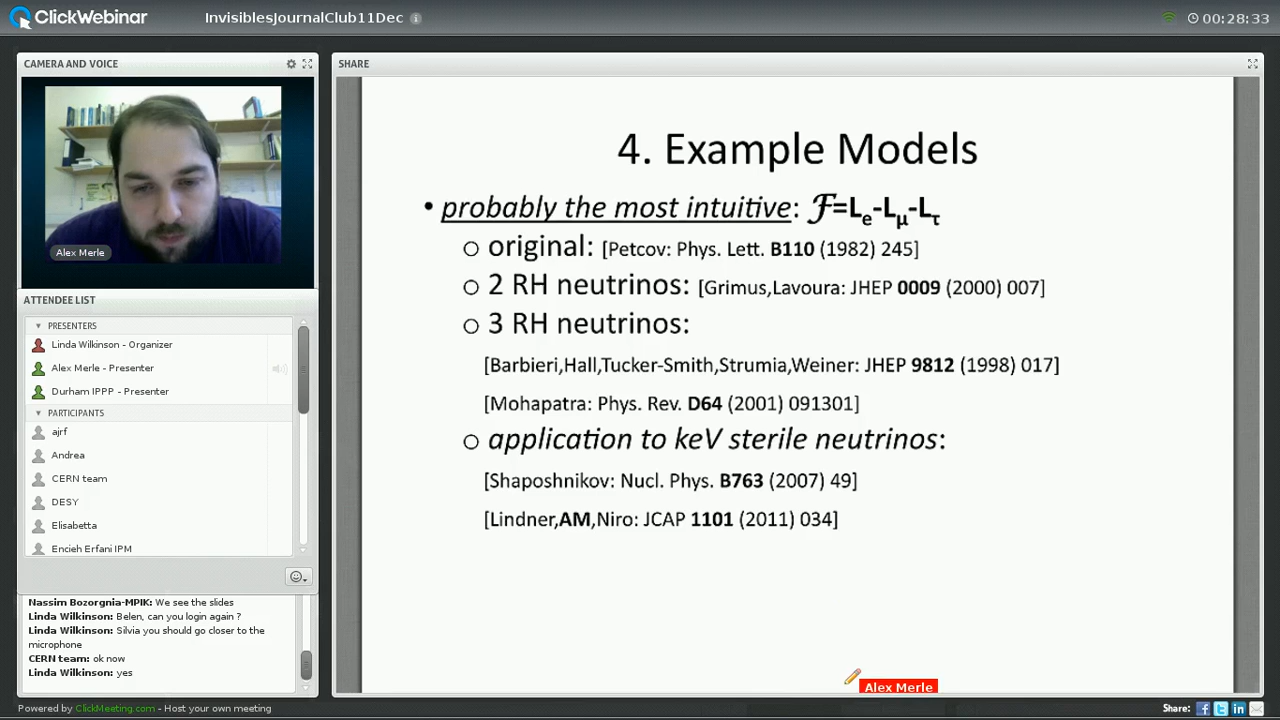 ClickWebinar
InvisiblesJournalClub11Dec
00:28:33
CAMERA AND VOICE
Alex Merle
ATTENDEE LIST
PRESENTERS
Linda Wilkinson - Organizer
Alex Merle - Presenter
Durham IPPP - Presenter
PARTICIPANTS
ajrf
Andrea
CERN team
DESY
Elisabetta
Encieh Erfani IPM
Nassim Bozorgnia-MPIK: We see the slides
Linda Wilkinson: Belen, can you login again ?
Linda Wilkinson: Silvia you should go closer to the
microphone
CERN team: ok now
Linda Wilkinson: yes
SHARE
4. Example Models
• probably the most intuitive: ℱ=Lₑ-L_μ-L_τ
○ original: [Petcov: Phys. Lett. B110 (1982) 245]
○ 2 RH neutrinos: [Grimus,Lavoura: JHEP 0009 (2000) 007]
○ 3 RH neutrinos:
[Barbieri,Hall,Tucker-Smith,Strumia,Weiner: JHEP 9812 (1998) 017]
[Mohapatra: Phys. Rev. D64 (2001) 091301]
○ application to keV sterile neutrinos:
[Shaposhnikov: Nucl. Phys. B763 (2007) 49]
[Lindner,AM,Niro: JCAP 1101 (2011) 034]
Alex Merle
Powered by ClickMeeting.com - Host your own meeting
Share: